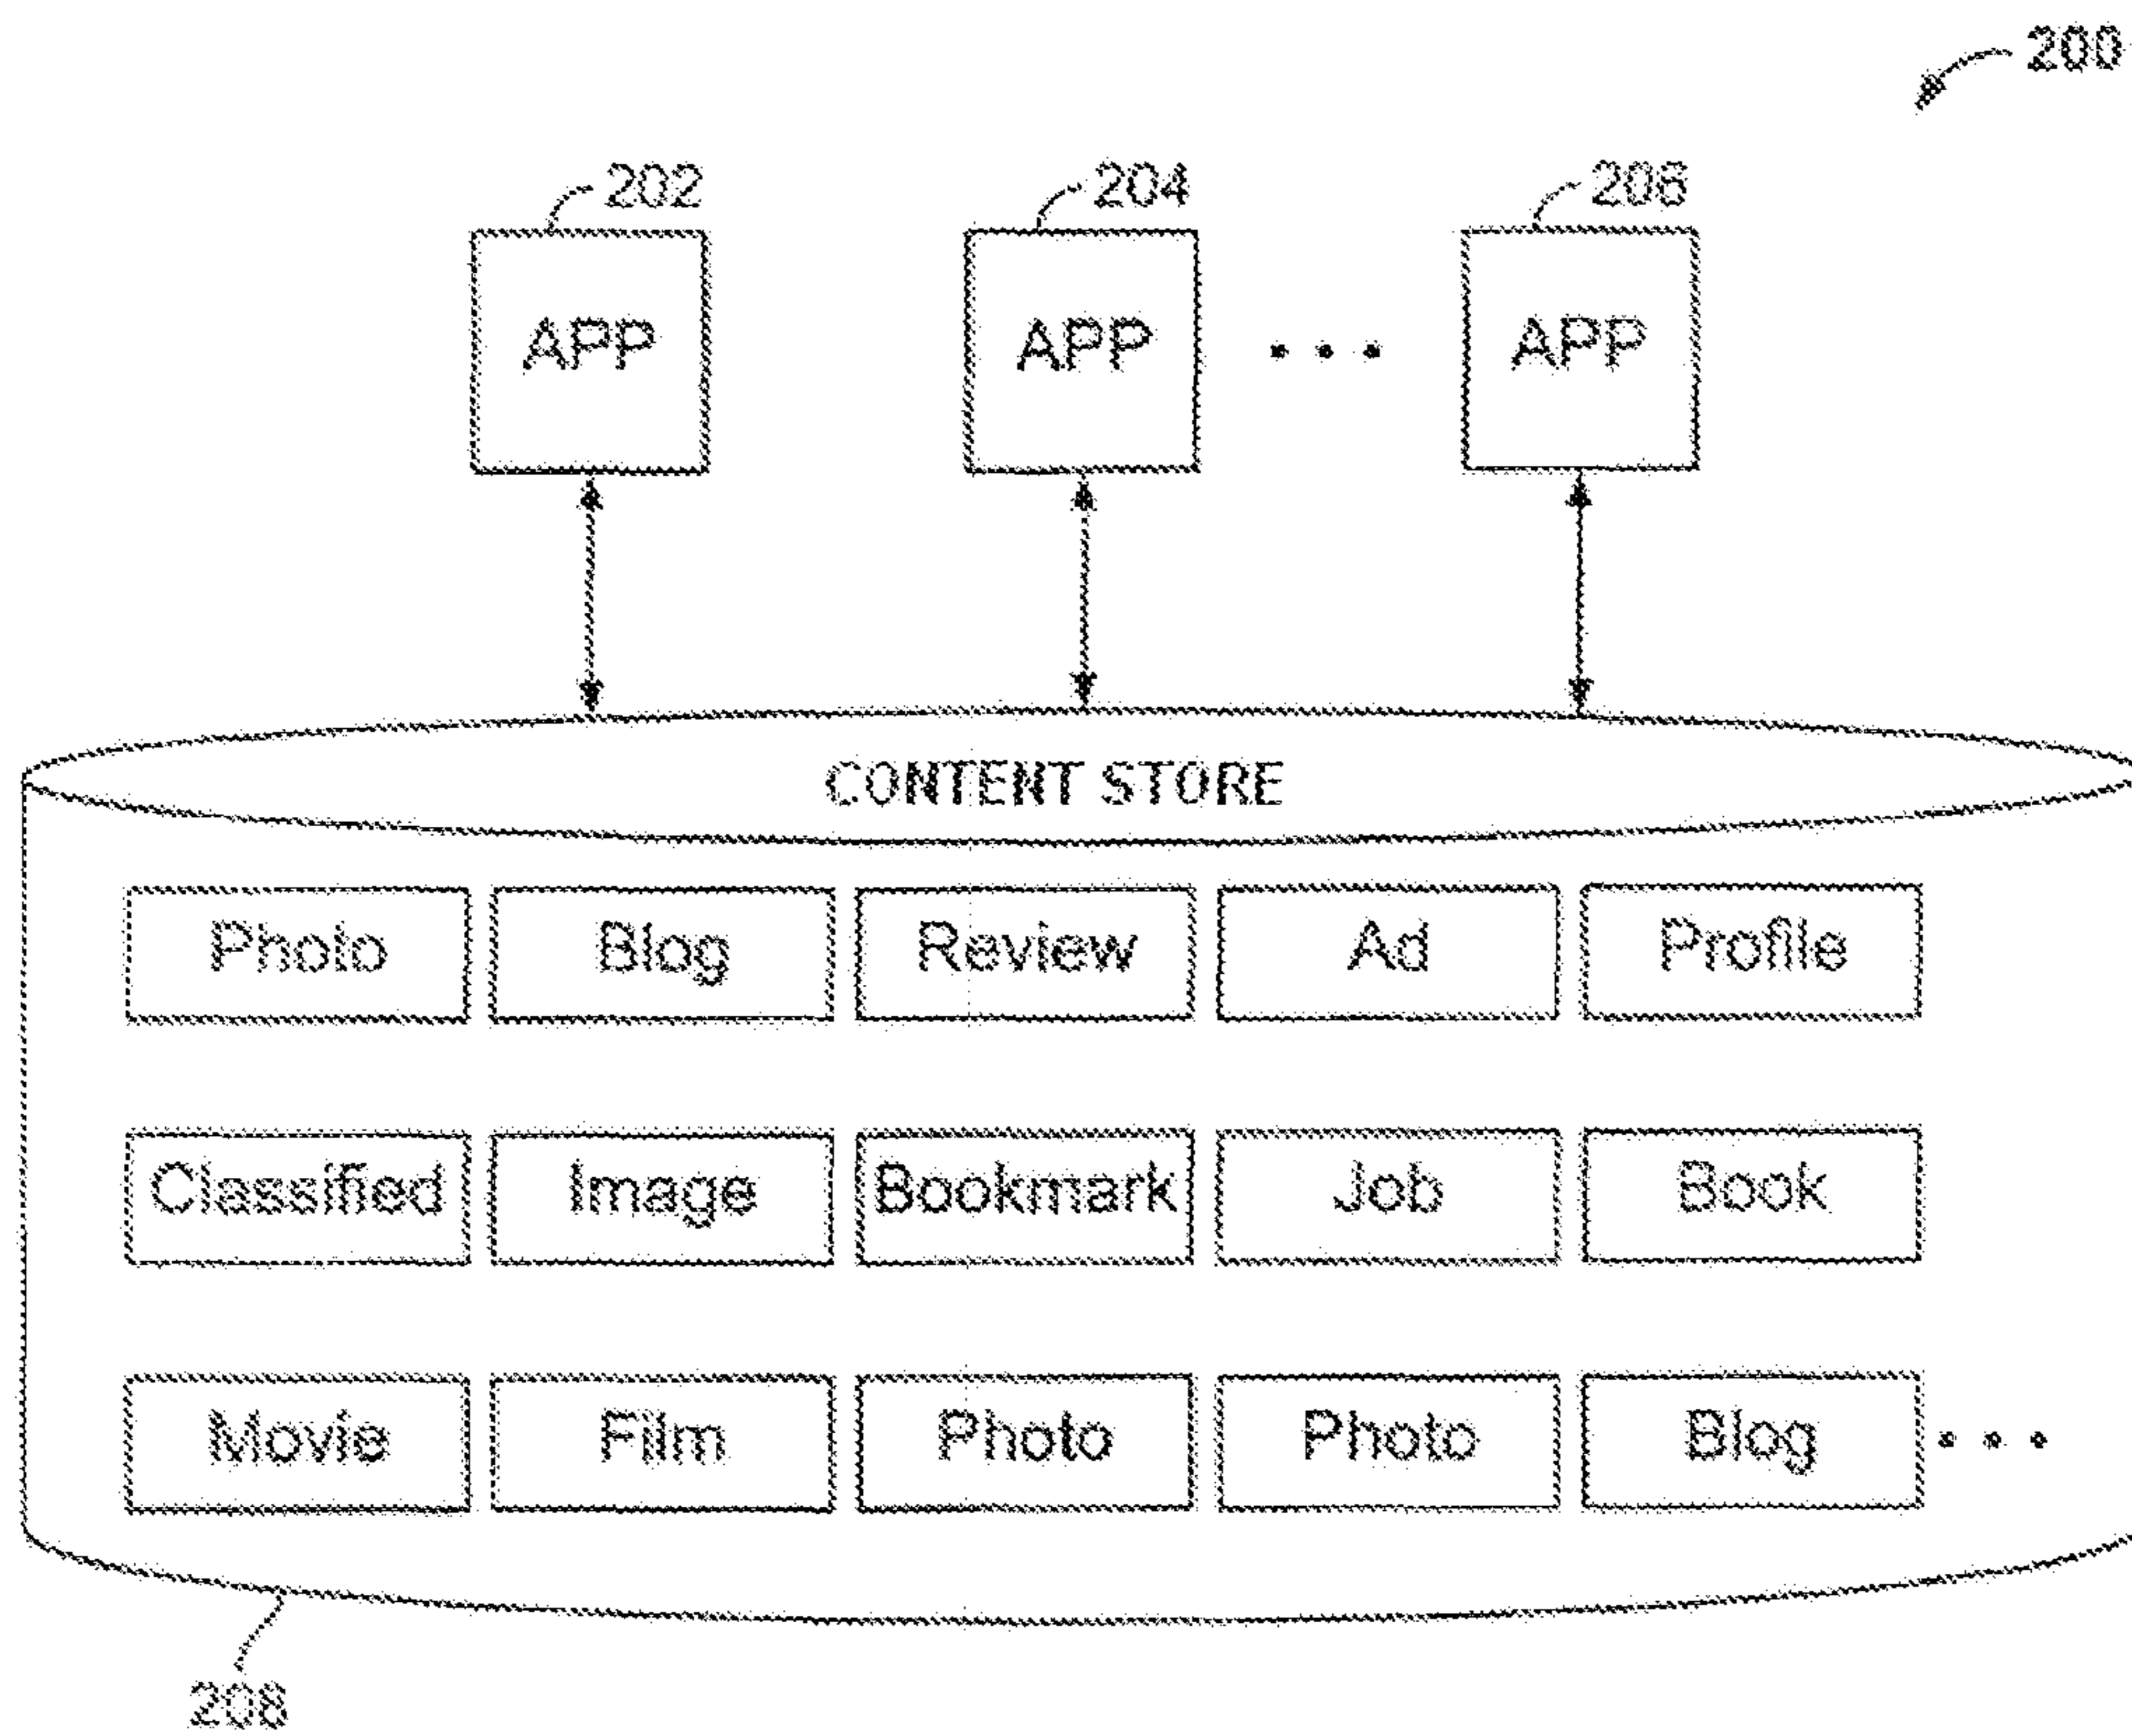 200
202 204 206
APP APP • • • APP
CONTENT STORE
Photo Blog Review Ad Profile
Classified Image Bookmark Job Book
Movie Film Photo Photo Blog • • •
208